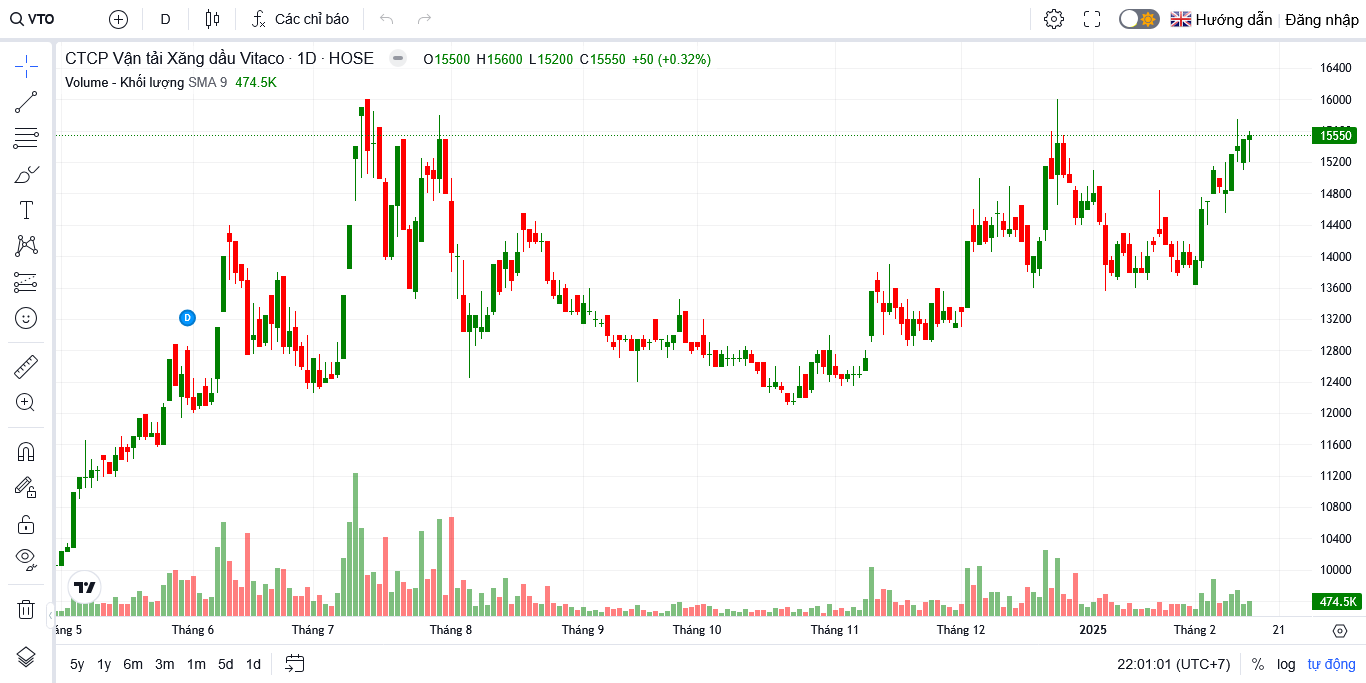 VTO D Các chỉ báo Hướng dẫn Đăng nhập
CTCP Vận tải Xăng dầu Vitaco · 1D · HOSE O15500 H15600 L15200 C15550 +50 (+0.32%)
Volume - Khối lượng SMA 9 474.5K
16400
16000
15550
15200
14800
14400
14000
13600
13200
D
12800
12400
12000
11600
11200
10800
10400
10000
474.5K
áng 5 Tháng 6 Tháng 7 Tháng 8 Tháng 9 Tháng 10 Tháng 11 Tháng 12 2025 Tháng 2 21
5y 1y 6m 3m 1m 5d 1d 22:01:01 (UTC+7) % log tự động